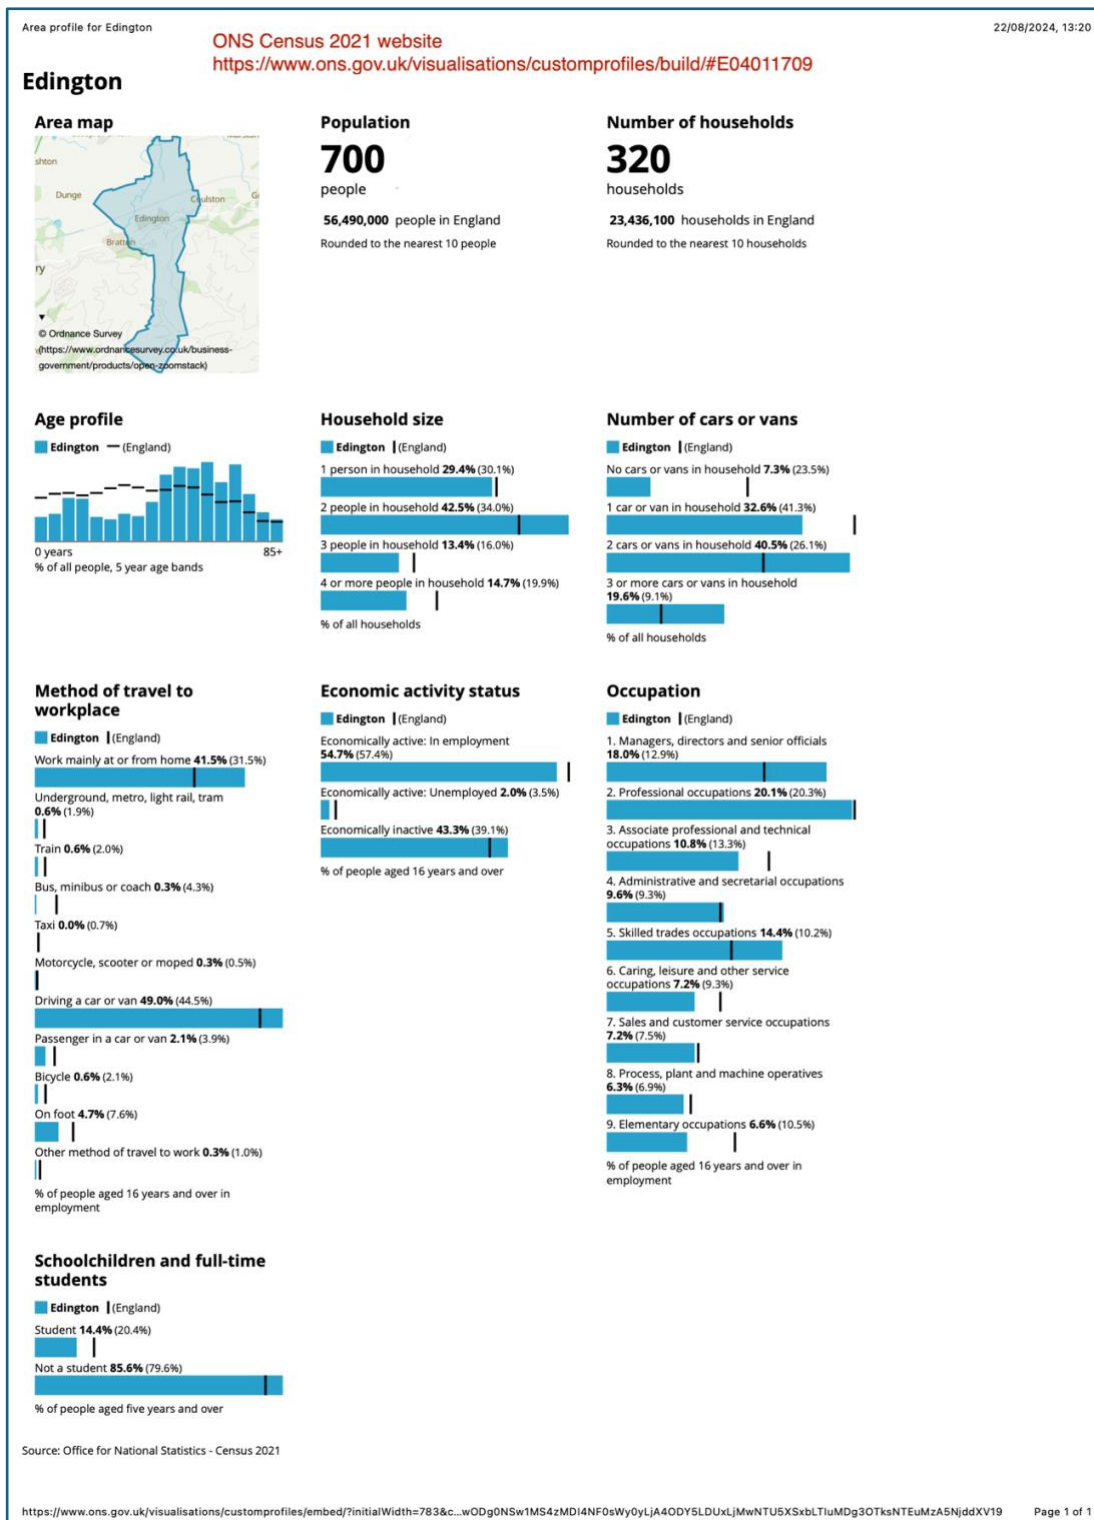 Area profile for Edington
22/08/2024, 13:20
ONS Census 2021 website
https://www.ons.gov.uk/visualisations/customprofiles/build/#E04011709
Edington
Area map
shton
Dunge
Coulston
Edington
Bratton
ry
© Ordnance Survey
(https://www.ordnancesurvey.co.uk/business-
government/products/open-zoomstack)
Population
700
people
56,490,000 people in England
Rounded to the nearest 10 people
Number of households
320
households
23,436,100 households in England
Rounded to the nearest 10 households
Age profile
Edington (England)
0 years 85+
% of all people, 5 year age bands
Household size
Edington (England)
1 person in household 29.4% (30.1%)
2 people in household 42.5% (34.0%)
3 people in household 13.4% (16.0%)
4 or more people in household 14.7% (19.9%)
% of all households
Number of cars or vans
Edington (England)
No cars or vans in household 7.3% (23.5%)
1 car or van in household 32.6% (41.3%)
2 cars or vans in household 40.5% (26.1%)
3 or more cars or vans in household
19.6% (9.1%)
% of all households
Method of travel to
workplace
Edington (England)
Work mainly at or from home 41.5% (31.5%)
Underground, metro, light rail, tram
0.6% (1.9%)
Train 0.6% (2.0%)
Bus, minibus or coach 0.3% (4.3%)
Taxi 0.0% (0.7%)
Motorcycle, scooter or moped 0.3% (0.5%)
Driving a car or van 49.0% (44.5%)
Passenger in a car or van 2.1% (3.9%)
Bicycle 0.6% (2.1%)
On foot 4.7% (7.6%)
Other method of travel to work 0.3% (1.0%)
% of people aged 16 years and over in
employment
Economic activity status
Edington (England)
Economically active: In employment
54.7% (57.4%)
Economically active: Unemployed 2.0% (3.5%)
Economically inactive 43.3% (39.1%)
% of people aged 16 years and over
Occupation
Edington (England)
1. Managers, directors and senior officials
18.0% (12.9%)
2. Professional occupations 20.1% (20.3%)
3. Associate professional and technical
occupations 10.8% (13.3%)
4. Administrative and secretarial occupations
9.6% (9.3%)
5. Skilled trades occupations 14.4% (10.2%)
6. Caring, leisure and other service
occupations 7.2% (9.3%)
7. Sales and customer service occupations
7.2% (7.5%)
8. Process, plant and machine operatives
6.3% (6.9%)
9. Elementary occupations 6.6% (10.5%)
% of people aged 16 years and over in
employment
Schoolchildren and full-time
students
Edington (England)
Student 14.4% (20.4%)
Not a student 85.6% (79.6%)
% of people aged five years and over
Source: Office for National Statistics - Census 2021
https://www.ons.gov.uk/visualisations/customprofiles/embed/?initialWidth=783&c...wODg0NSw1MS4zMDI4NF0sWy0yLjA4ODY5LDUxLjMwNTU5XSxbLTIuMDg3OTksNTEuMzA5NjddXV19
Page 1 of 1